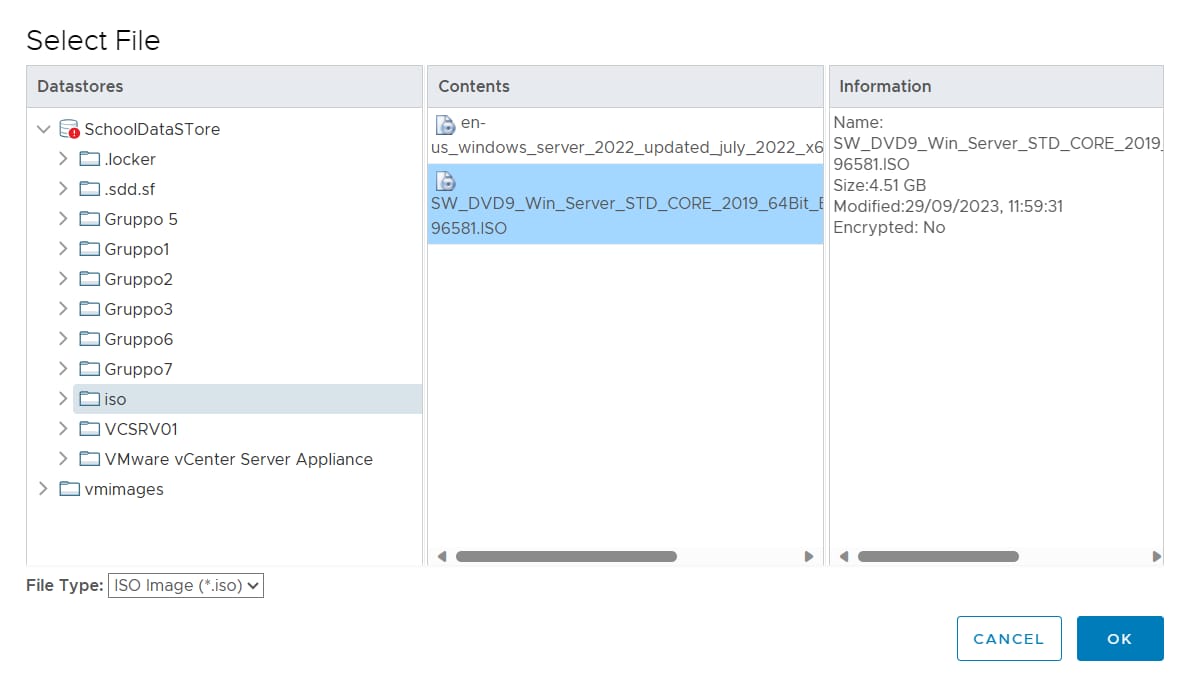 Select File
Datastores
SchoolDataSTore
.locker
.sdd.sf
Gruppo 5
Gruppo1
Gruppo2
Gruppo3
Gruppo6
Gruppo7
iso
VCSRV01
VMware vCenter Server Appliance
vmimages
Contents
en-
us_windows_server_2022_updated_july_2022_x6
SW_DVD9_Win_Server_STD_CORE_2019_64Bit_E
96581.ISO
Information
Name:
SW_DVD9_Win_Server_STD_CORE_2019_
96581.ISO
Size:4.51 GB
Modified:29/09/2023, 11:59:31
Encrypted: No
File Type: ISO Image (*.iso)
CANCEL
OK